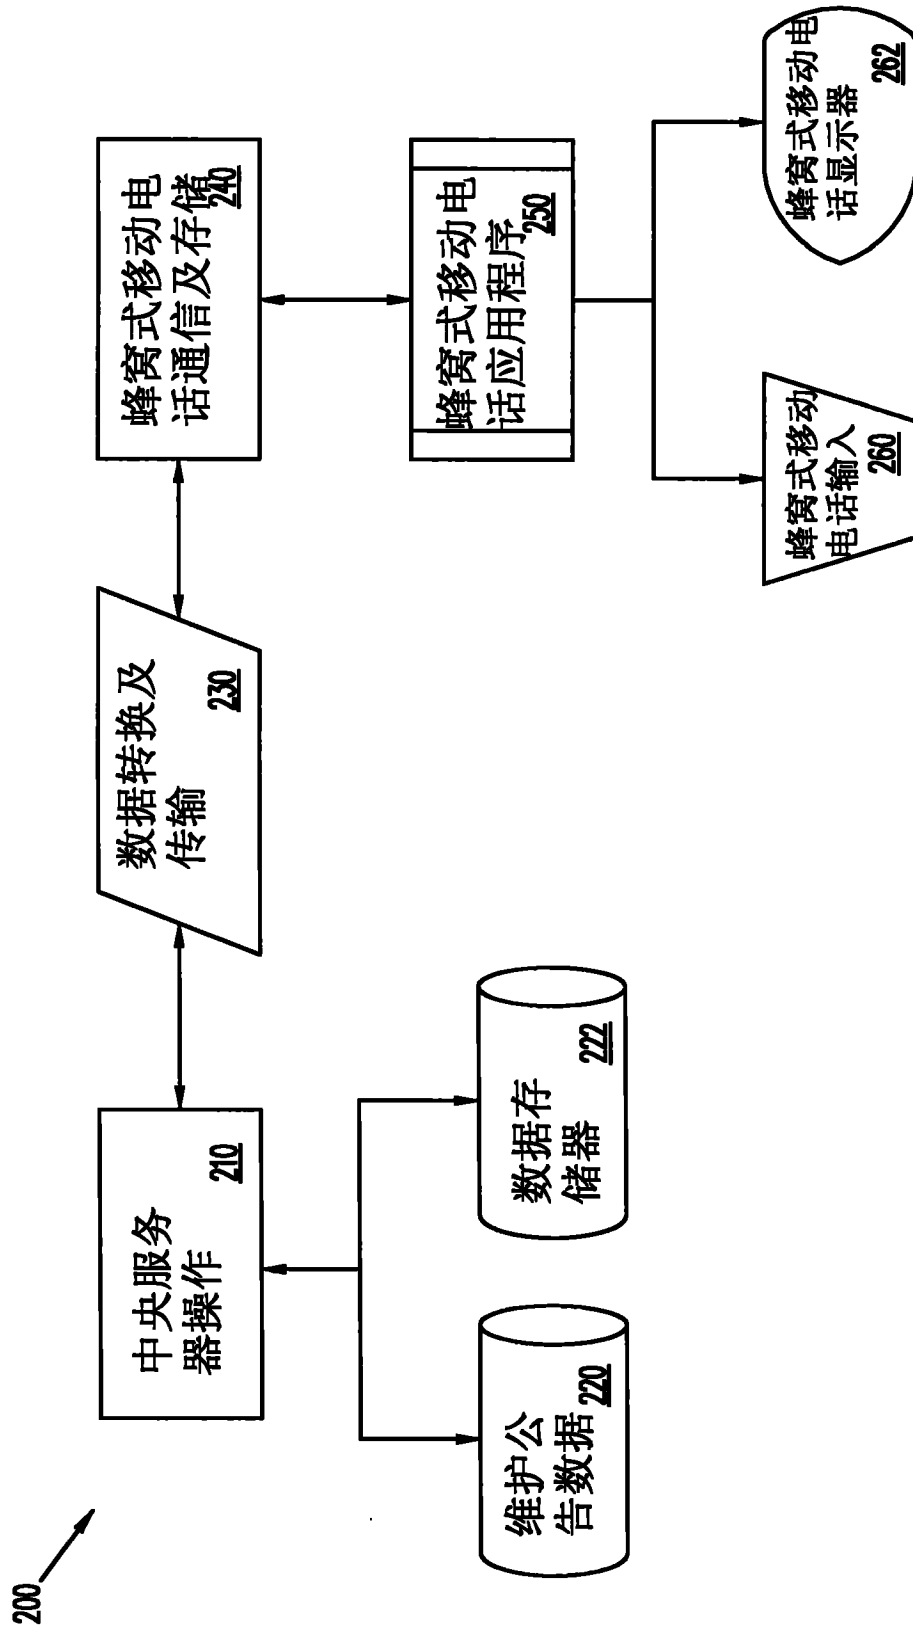 200
中央服务
器操作
210
数据转换及
传输
230
蜂窝式移动电
话通信及存储
240
维护公
告数据
220
数据存
储器
222
蜂窝式移动电
话应用程序
250
蜂窝式移动
电话输入
260
蜂窝式移动电
话显示器
262